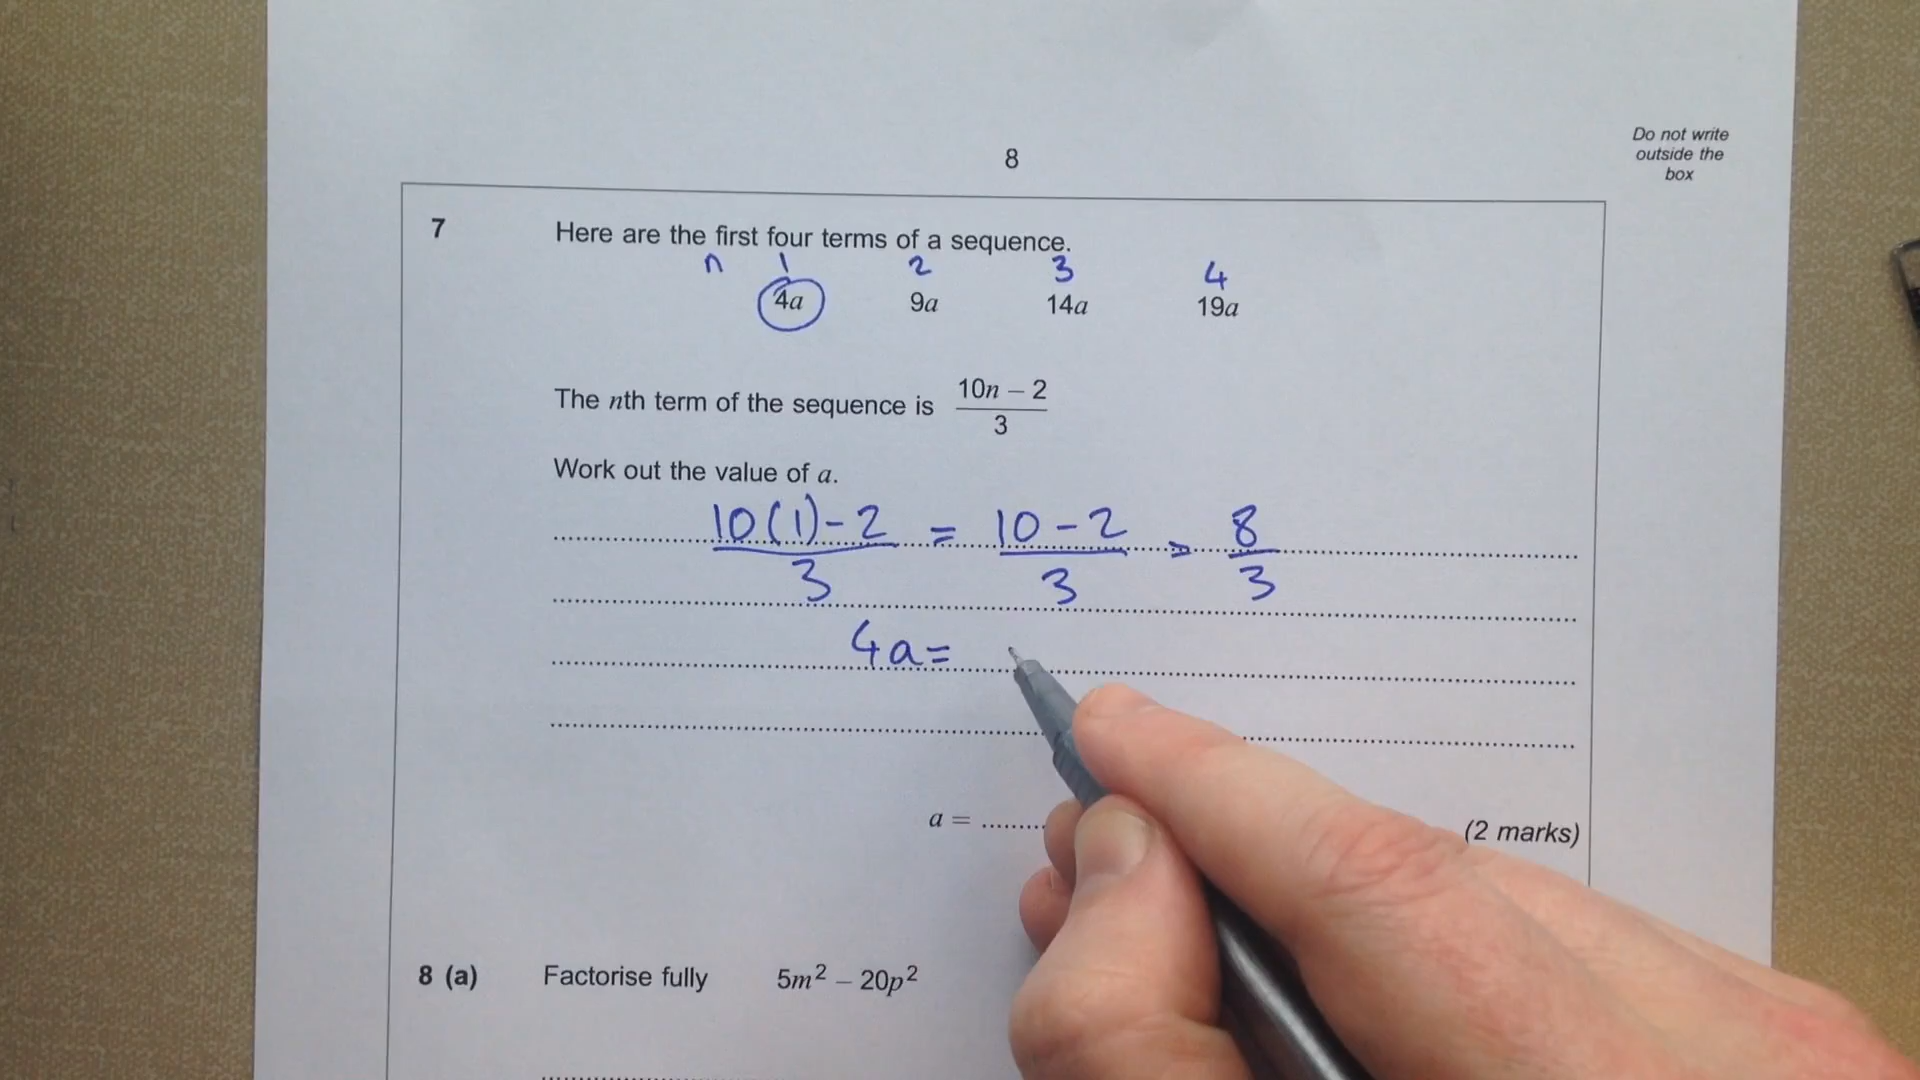 8
Do not write
outside the
box
7 Here are the first four terms of a sequence.
n 1 2 3 4
4a 9a 14a 19a
The nth term of the sequence is (10n – 2)/3
Work out the value of a.
(10(1) - 2)/3 = (10 - 2)/3 = 8/3
4a =
a = ..........
(2 marks)
8 (a) Factorise fully 5m² – 20p²